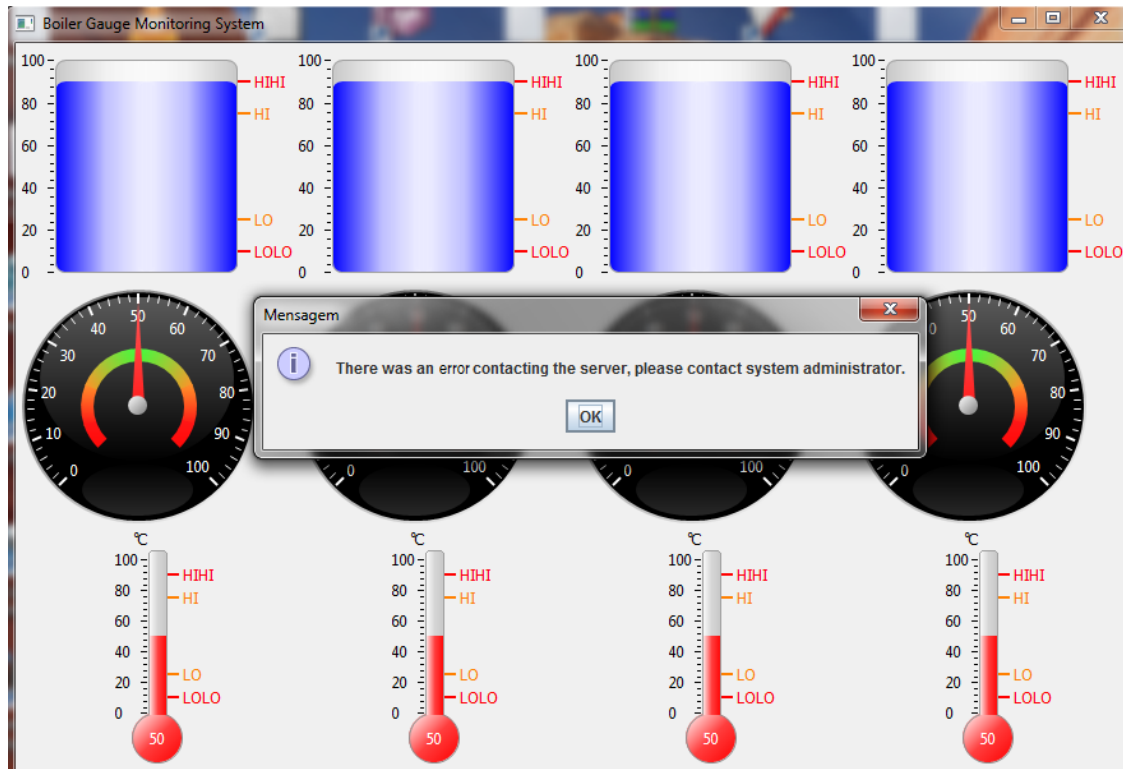 Boiler Gauge Monitoring System
100 80 60 40 20 0 HIHI HI LO LOLO
100 80 60 40 20 0 HIHI HI LO LOLO
100 80 60 40 20 0 HIHI HI LO LOLO
100 80 60 40 20 0 HIHI HI LO LOLO
0 10 20 30 40 50 60 70 80 90 100
Mensagem
There was an error contacting the server, please contact system administrator.
OK
0 100
0 100
0 0 50 60 70 80 90 100
°C
100 80 60 40 20 0 HIHI HI LO LOLO
50
°C
100 80 60 40 20 0 HIHI HI LO LOLO
50
°C
100 80 60 40 20 0 HIHI HI LO LOLO
50
°C
100 80 60 40 20 0 HIHI HI LO LOLO
50